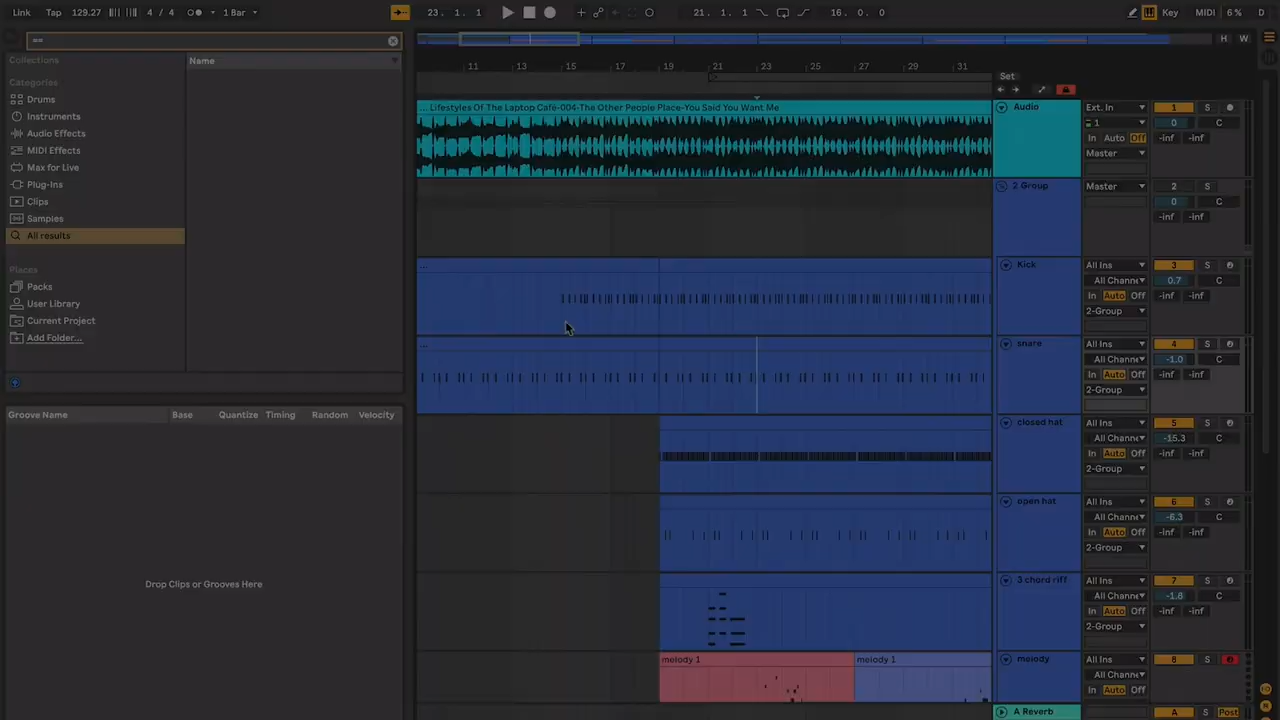 Link Tap 129.27 4 / 4 1 Bar 23. 1. 1 21. 1. 1 16. 0. 0 Key MIDI 6 % D
==
H W
Collections Name
Categories
Drums
Instruments
Audio Effects
MIDI Effects
Max for Live
Plug-Ins
Clips
Samples
All results
Places
Packs
User Library
Current Project
Add Folder...
Groove Name Base Quantize Timing Random Velocity
Drop Clips or Grooves Here
11 13 15 17 19 21 23 25 27 29 31
Set
... Lifestyles Of The Laptop Café-004-The Other People Place-You Said You Want Me
Audio Ext. In 1 S
1 0 C
In Auto Off -inf -inf
Master
2 Group Master 2 S
0 C
-inf -inf
... Kick All Ins 3 S
All Channe 0.7 C
In Auto Off -inf -inf
2-Group
... snare All Ins 4 S
All Channe -1.0 C
In Auto Off -inf -inf
2-Group
closed hat All Ins 5 S
All Channe -15.3 C
In Auto Off -inf -inf
2-Group
open hat All Ins 6 S
All Channe -6.3 C
In Auto Off -inf -inf
2-Group
3 chord riff All Ins 7 S
All Channe -1.8 C
In Auto Off -inf -inf
2-Group
melody 1 melody 1 melody All Ins 8 S
All Channe C
In Auto Off -inf -inf
A Reverb A S Post